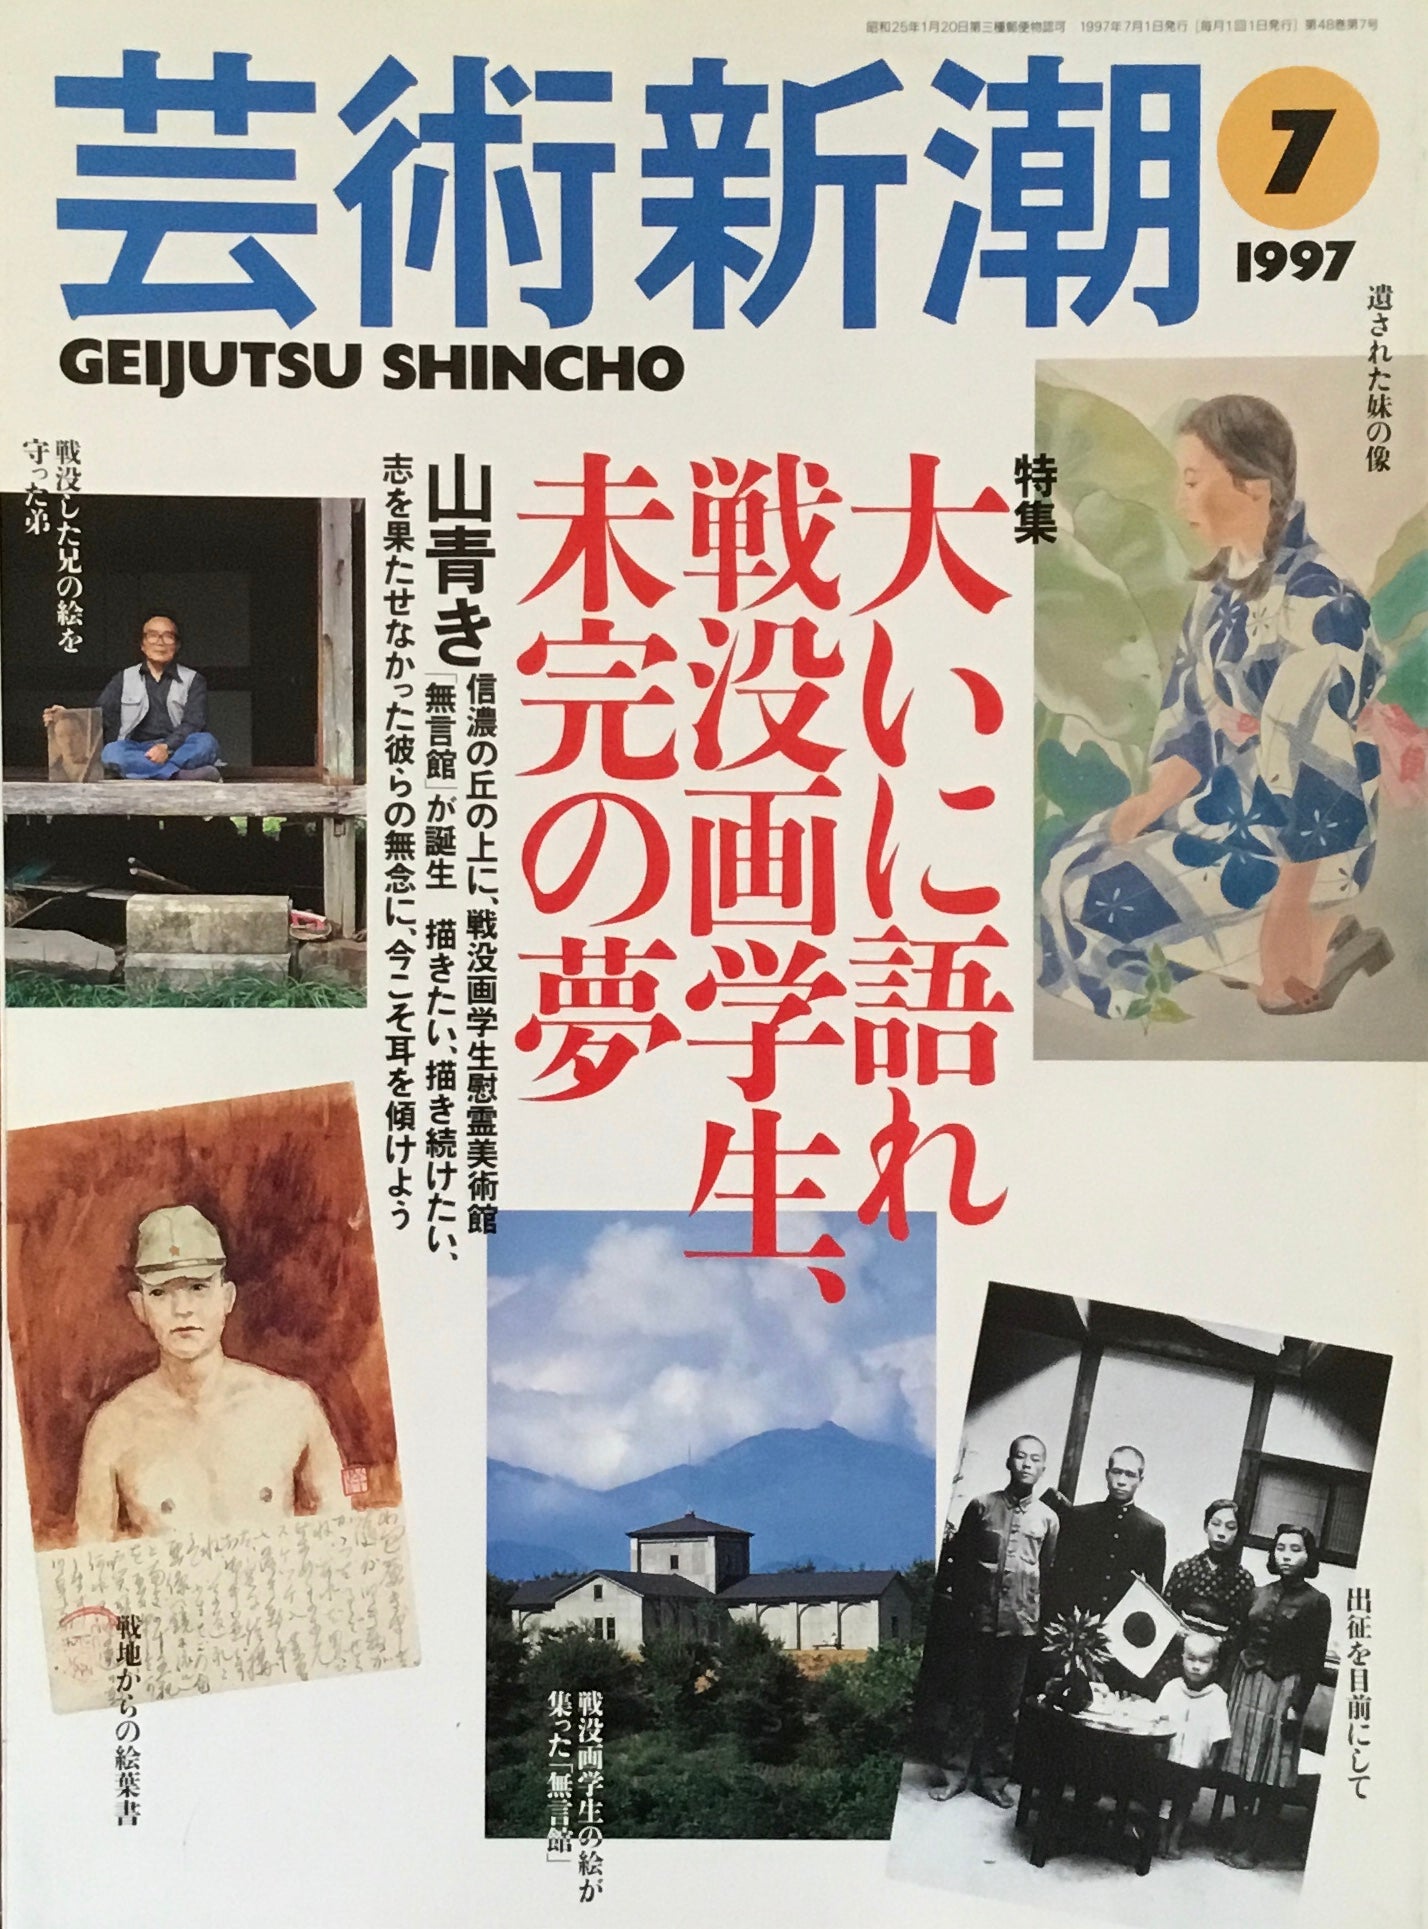 昭和25年1月20日第三種郵便物認可　1997年7月1日発行［毎月1回1日発行］第48巻第7号
芸術新潮
7
1997
GEIJUTSU SHINCHO
遺された妹の像
特集
大いに語れ
戦没画学生、
未完の夢
山青き
信濃の丘の上に、戦没画学生慰霊美術館
「無言館」が誕生　描きたい、描き続けたい、
志を果たせなかった彼らの無念に、今こそ耳を傾けよう
戦没した兄の絵を
守った弟
戦地からの絵葉書
戦没画学生の絵が
集った「無言館」
出征を目前にして